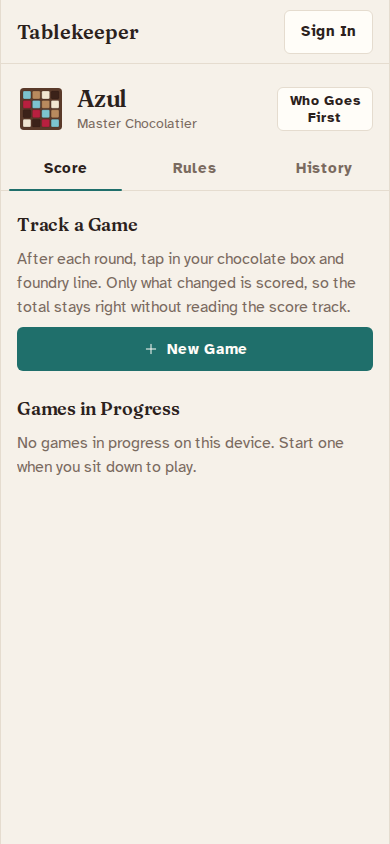 Tablekeeper
Sign In
Azul
Master Chocolatier
Who Goes
First
Score
Rules
History
Track a Game
After each round, tap in your chocolate box and
foundry line. Only what changed is scored, so the
total stays right without reading the score track.
+ New Game
Games in Progress
No games in progress on this device. Start one
when you sit down to play.